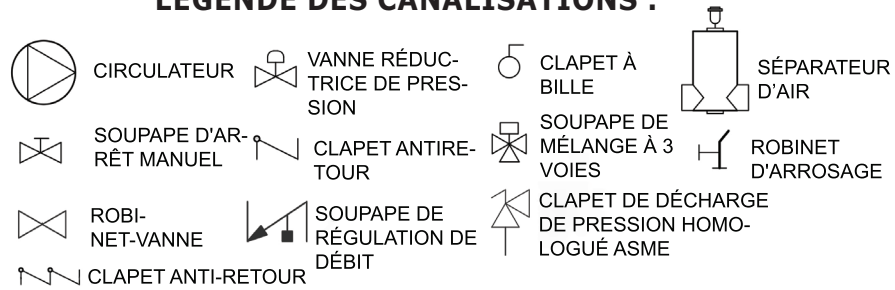 LÉGENDE DES CANALISATIONS :
CIRCULATEUR
VANNE RÉDUC-
TRICE DE PRES-
SION
CLAPET À
BILLE
SÉPARATEUR
D’AIR
SOUPAPE D'AR-
RÊT MANUEL
CLAPET ANTIRE-
TOUR
SOUPAPE DE
MÉLANGE À 3
VOIES
ROBINET
D'ARROSAGE
ROBI-
NET-VANNE
SOUPAPE DE
RÉGULATION DE
DÉBIT
CLAPET DE DÉCHARGE
DE PRESSION HOMO-
LOGUÉ ASME
CLAPET ANTI-RETOUR